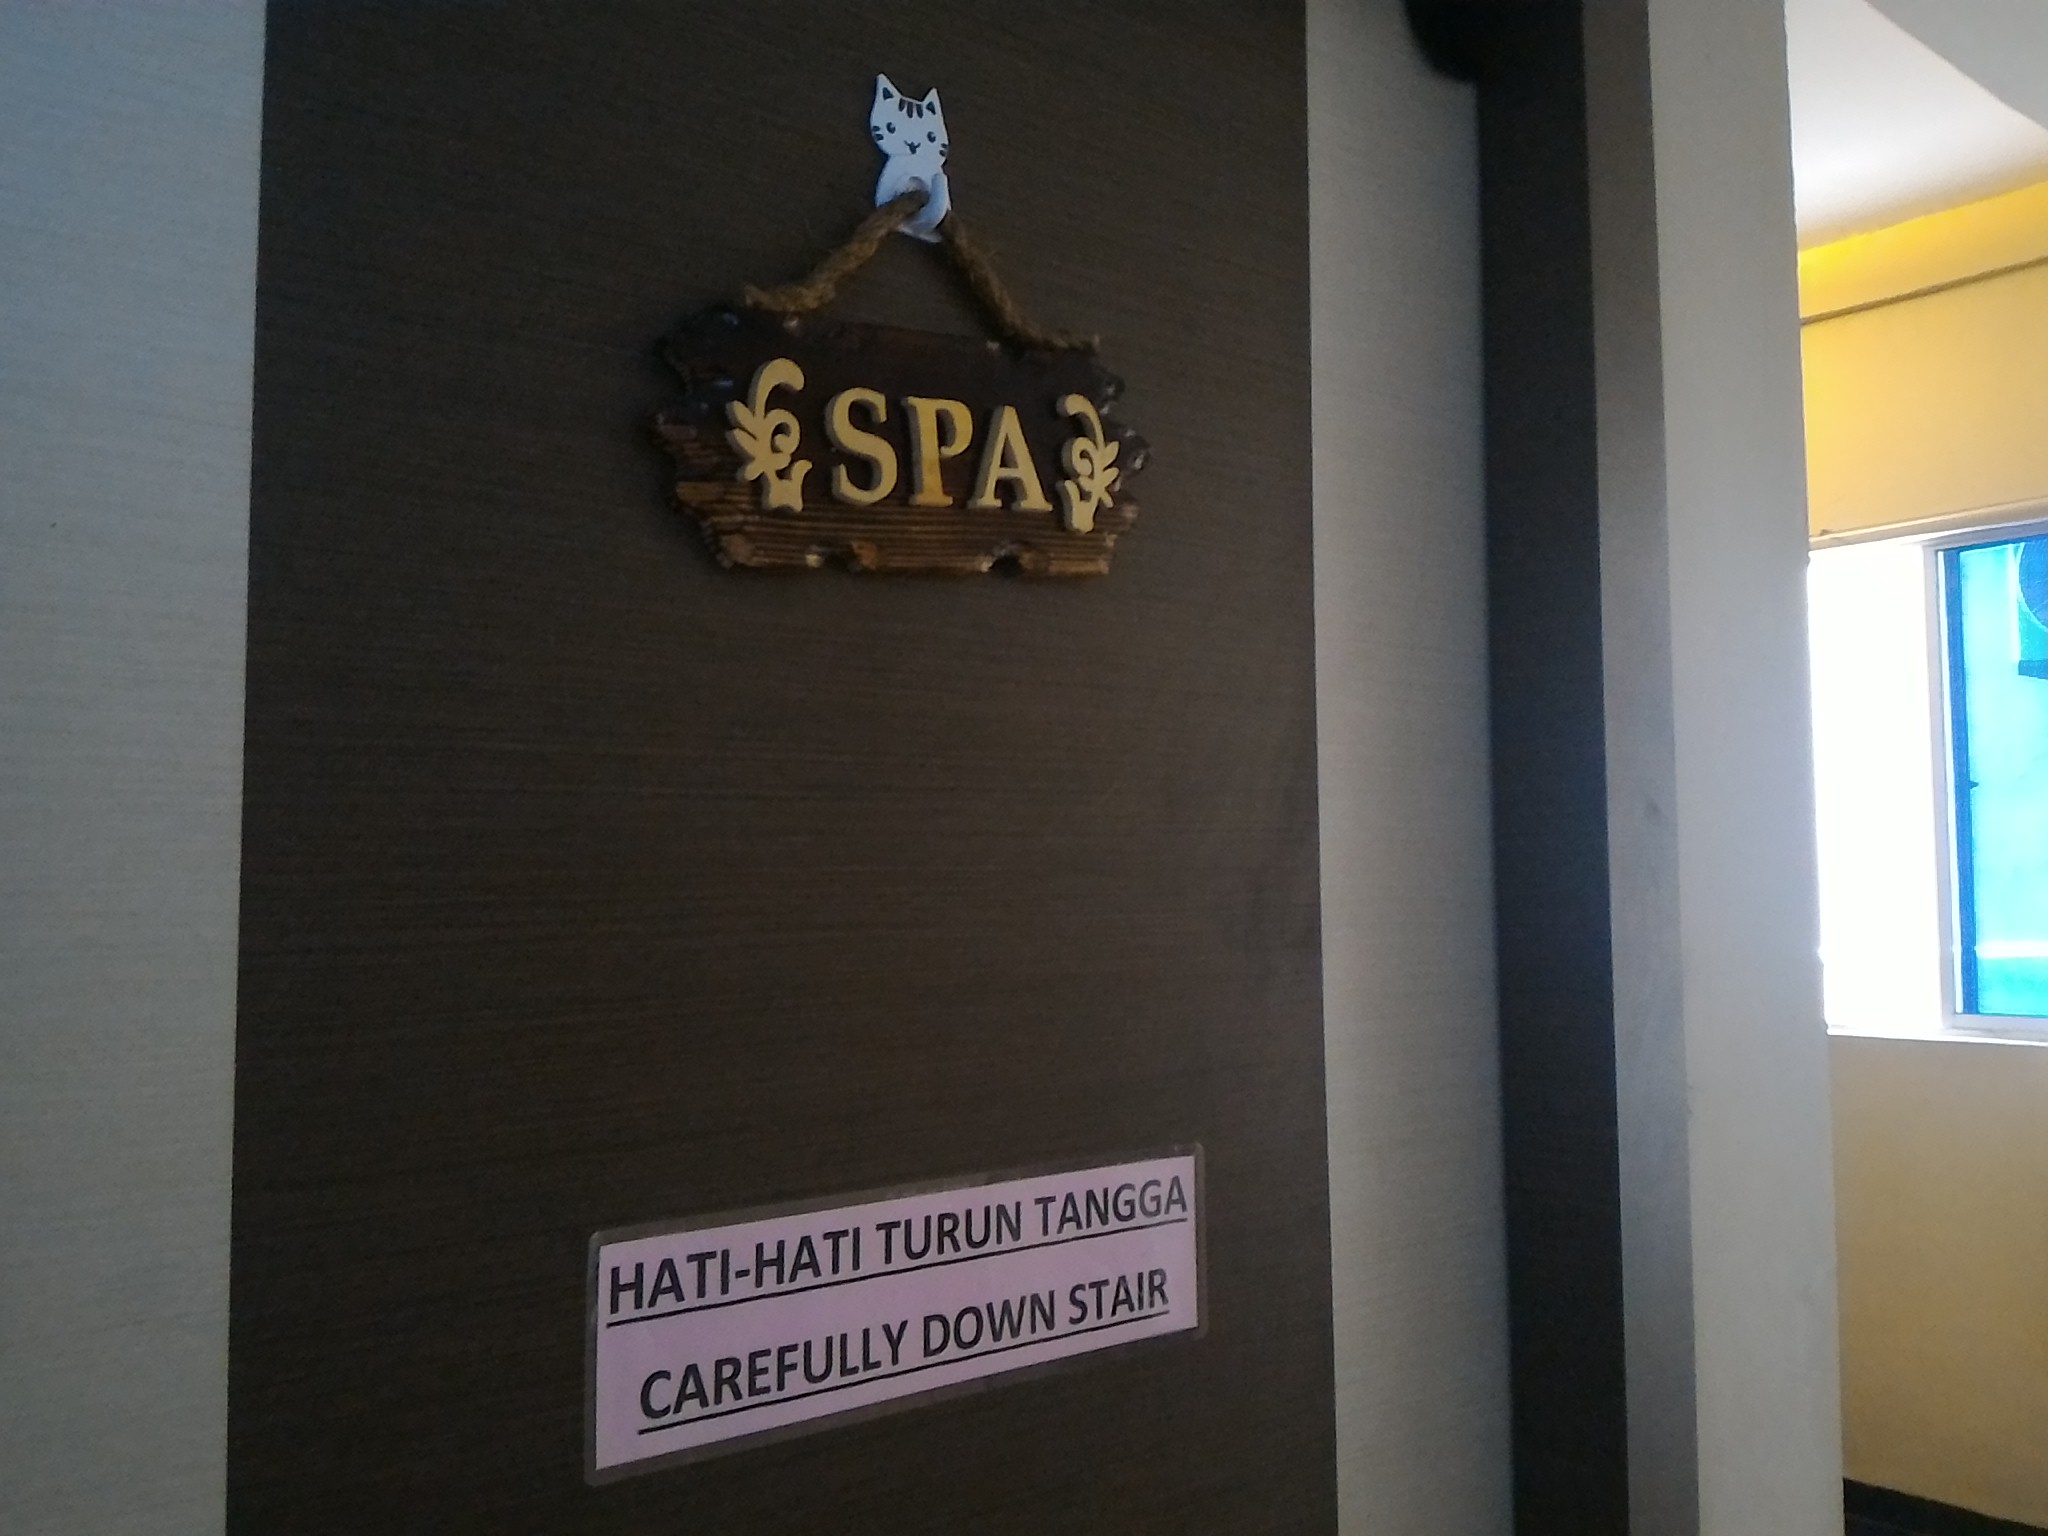 SPA
HATI-HATI TURUN TANGGA
CAREFULLY DOWN STAIR